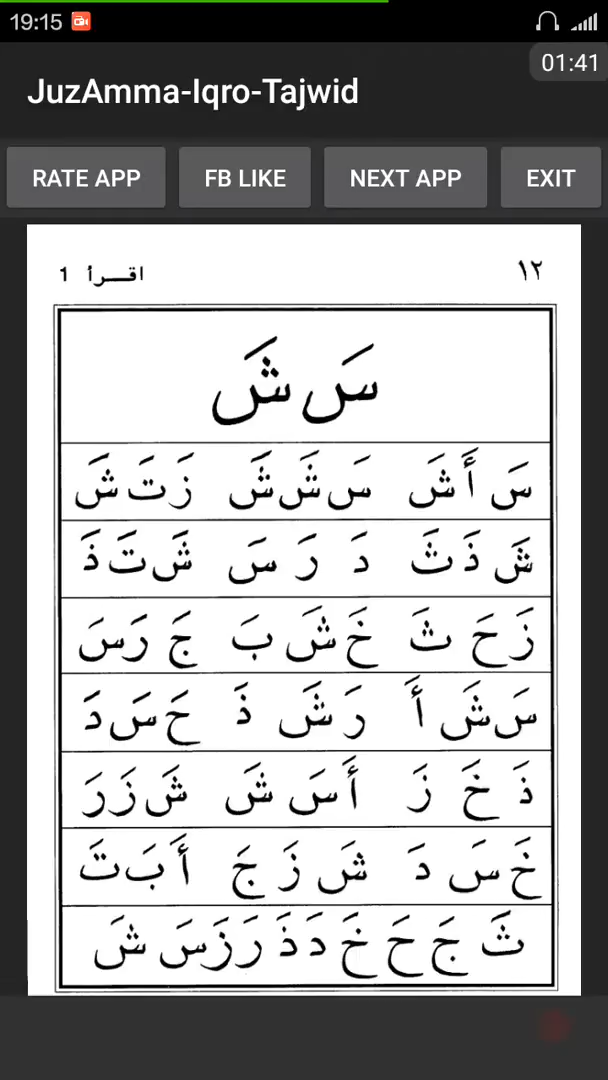 19:15
01:41
JuzAmma-Iqro-Tajwid
RATE APP FB LIKE NEXT APP EXIT
١٢ اقــرأ 1
سَ شَ
سَ أَ شَ سَ شَ شَ زَ تَ شَ
شَ ذَ ثَ دَ رَ سَ شَ تَ ذَ
زَ حَ ثَ خَ شَ بَ جَ رَ سَ
سَ شَ أَ رَ شَ ذَ حَ سَ دَ
ذَ خَ زَ أَ سَ شَ شَ زَ رَ
خَ سَ دَ شَ زَ جَ أَ بَ تَ
ثَ جَ حَ خَ دَ ذَ رَ زَ سَ شَ